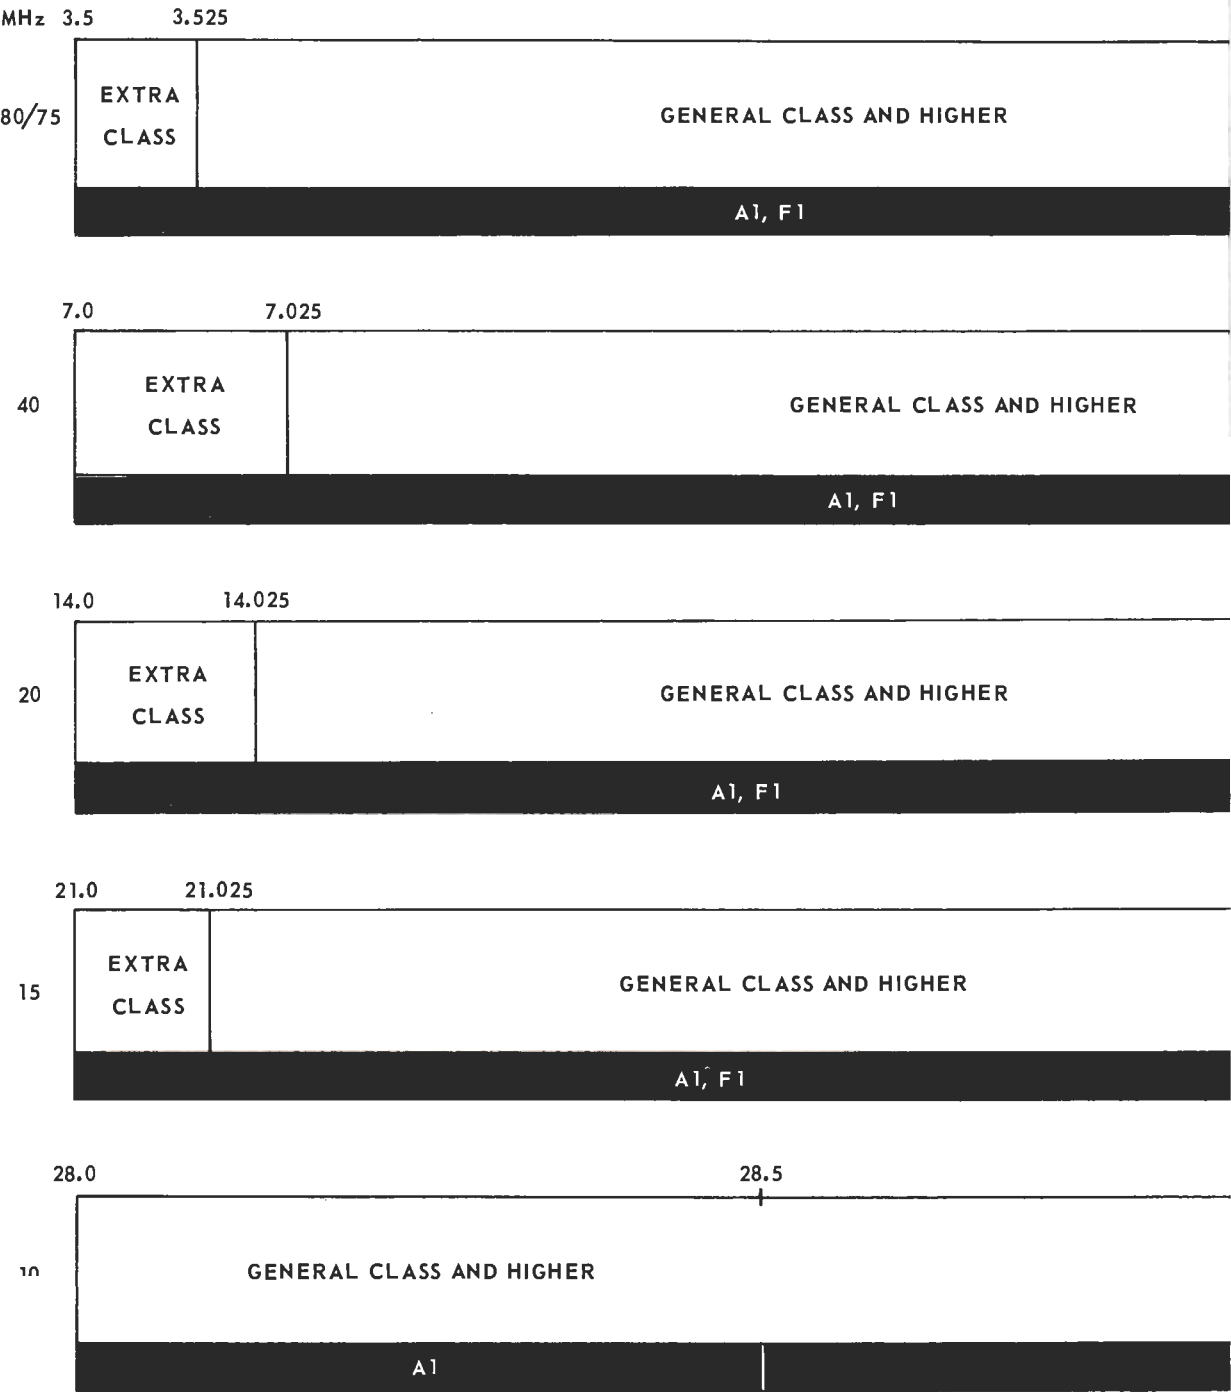 MHz 3.5 3.525
80/75
EXTRA
CLASS
GENERAL CLASS AND HIGHER
A1, F1
7.0 7.025
40
EXTRA
CLASS
GENERAL CLASS AND HIGHER
A1, F1
14.0 14.025
20
EXTRA
CLASS
GENERAL CLASS AND HIGHER
A1, F1
21.0 21.025
15
EXTRA
CLASS
GENERAL CLASS AND HIGHER
A1, F1
28.0 28.5
10
GENERAL CLASS AND HIGHER
A1